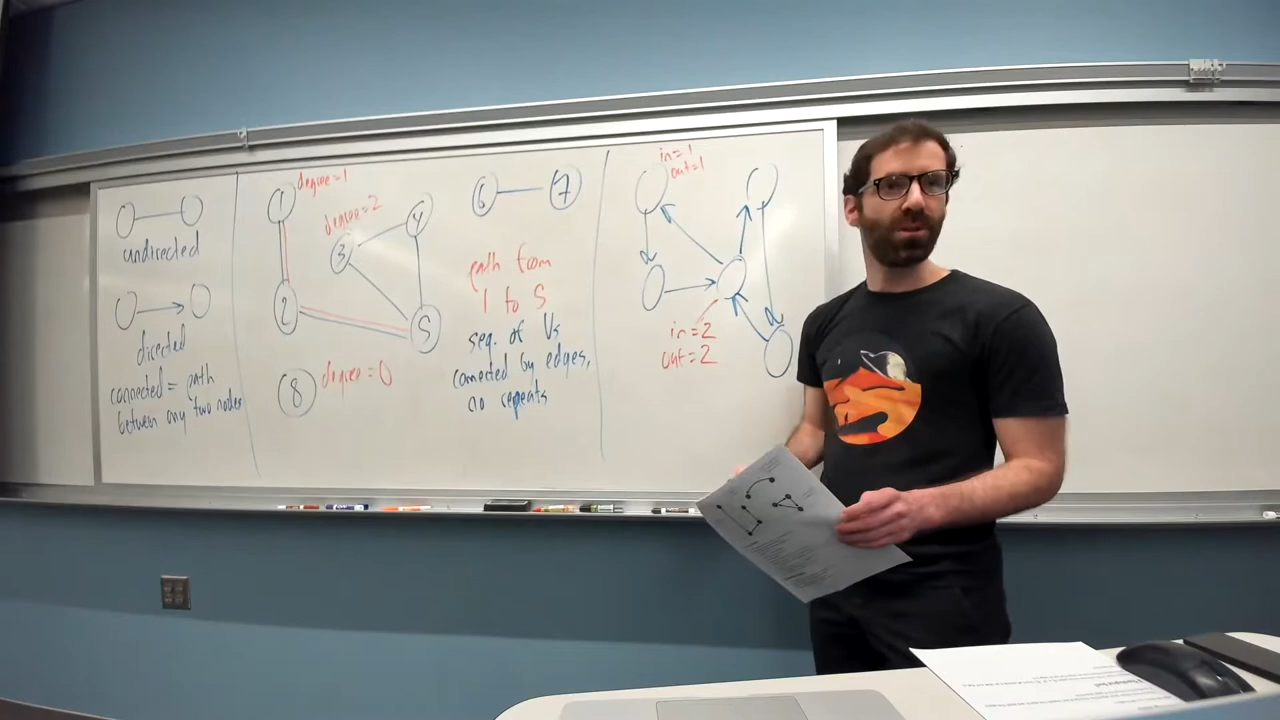 undirected
directed
connected = path
between any two nodes
1
degree=1
degree=2
3
4
2
5
8
degree=0
6
7
path from
1 to 5
seq. of Vs
connected by edges,
no repeats
in=1
out=1
in=2
out=2